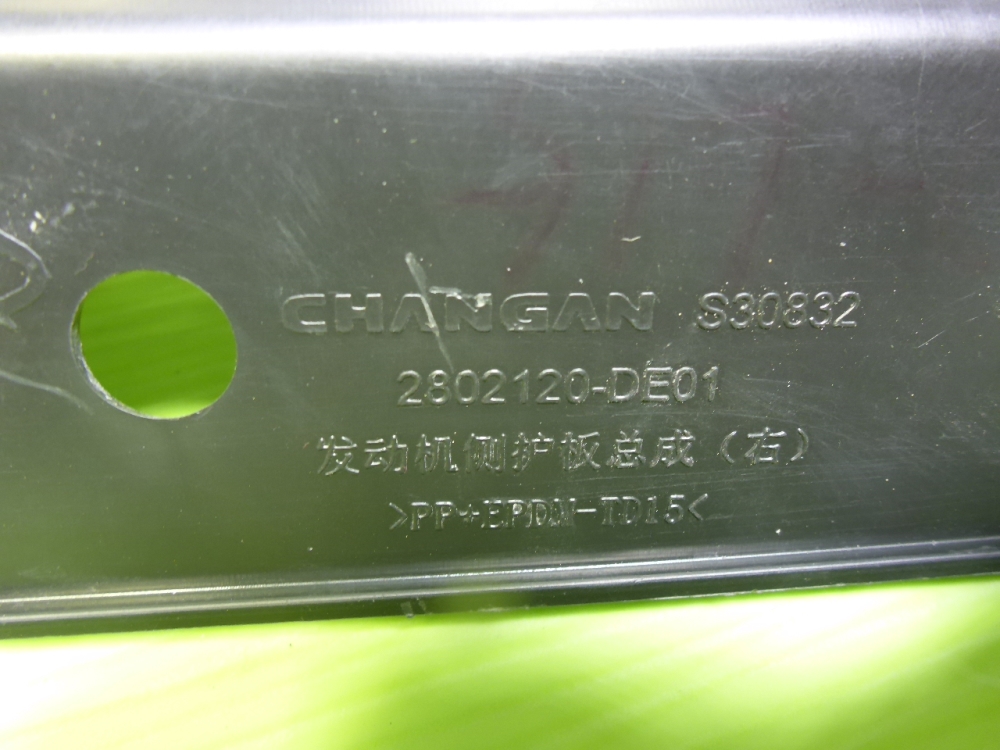 CHANGAN S30832
2802120-DE01
发动机侧护板总成（右）
>PP+EPDM-TD15<